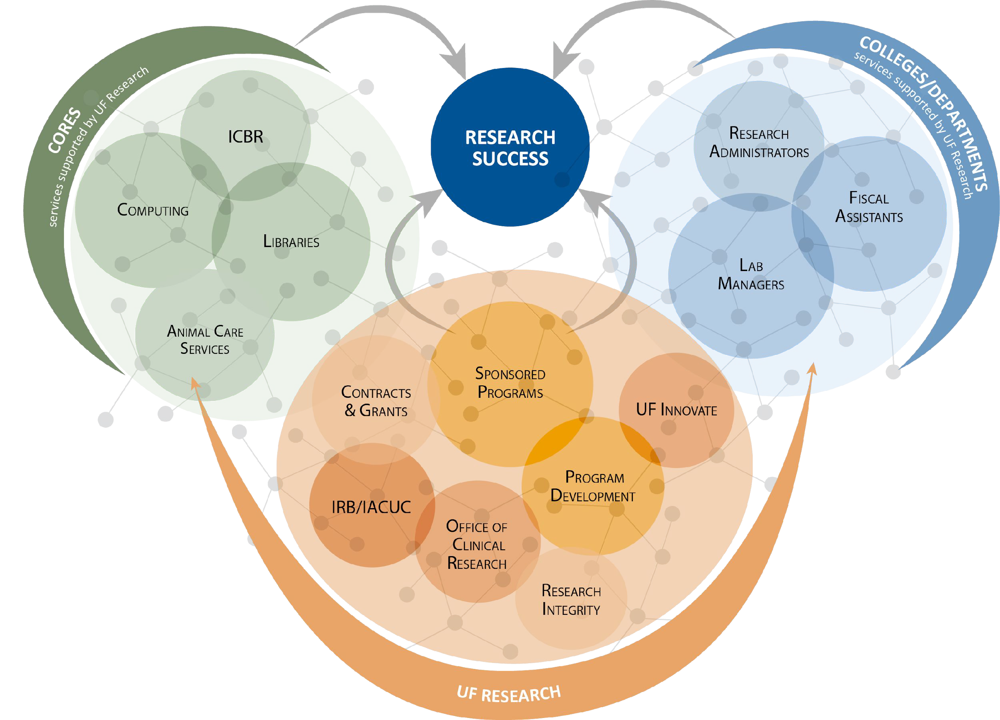 CORES
services supported by UF Research
ICBR
COMPUTING
LIBRARIES
ANIMAL CARE
SERVICES
RESEARCH
SUCCESS
COLLEGES/DEPARTMENTS
services supported by UF Research
RESEARCH
ADMINISTRATORS
FISCAL
ASSISTANTS
LAB
MANAGERS
CONTRACTS
& GRANTS
SPONSORED
PROGRAMS
UF INNOVATE
PROGRAM
DEVELOPMENT
IRB/IACUC
OFFICE OF
CLINICAL
RESEARCH
RESEARCH
INTEGRITY
UF RESEARCH